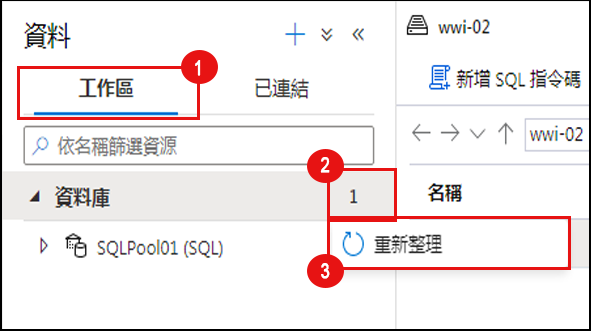 資料
wwi-02
1
工作區
已連結
新增 SQL 指令碼
依名稱篩選資源
wwi-02
2
資料庫
1
名稱
SQLPool01 (SQL)
重新整理
3